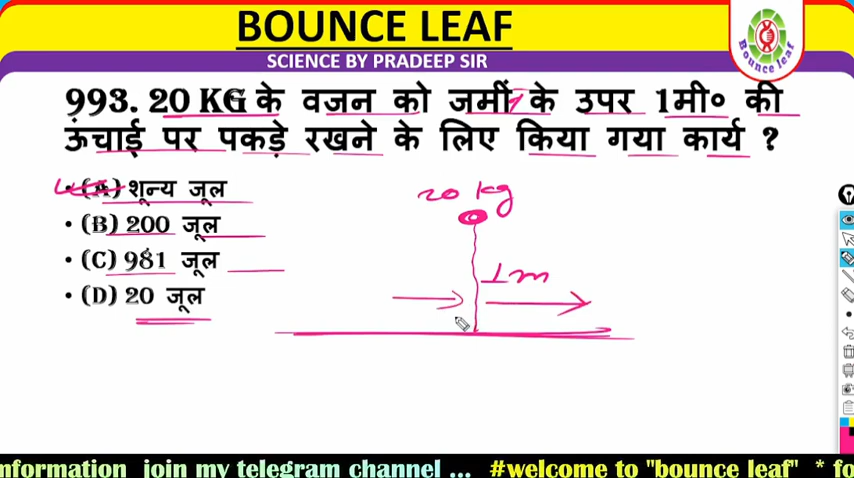 BOUNCE LEAF
SCIENCE BY PRADEEP SIR
Bounce leaf
993. 20 KG के वजन को जमीं के उपर 1मी० की
ऊंचाई पर पकड़े रखने के लिए किया गया कार्य ?
• (A) शून्य जूल
• (B) 200 जूल
• (C) 981 जूल
• (D) 20 जूल
20 kg
1m
nformation join my telegram channel ... #welcome to "bounce leaf" * fo